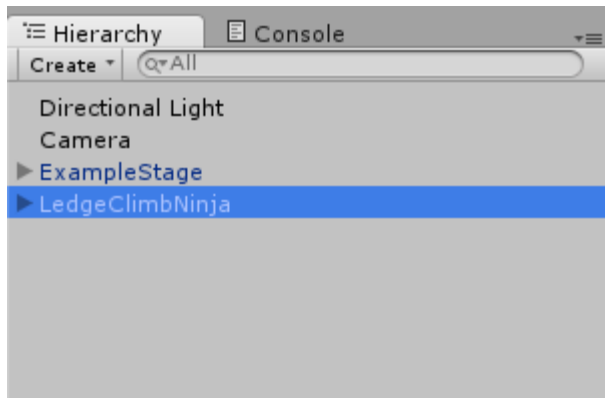 Hierarchy Console
Create All
Directional Light
Camera
ExampleStage
LedgeClimbNinja